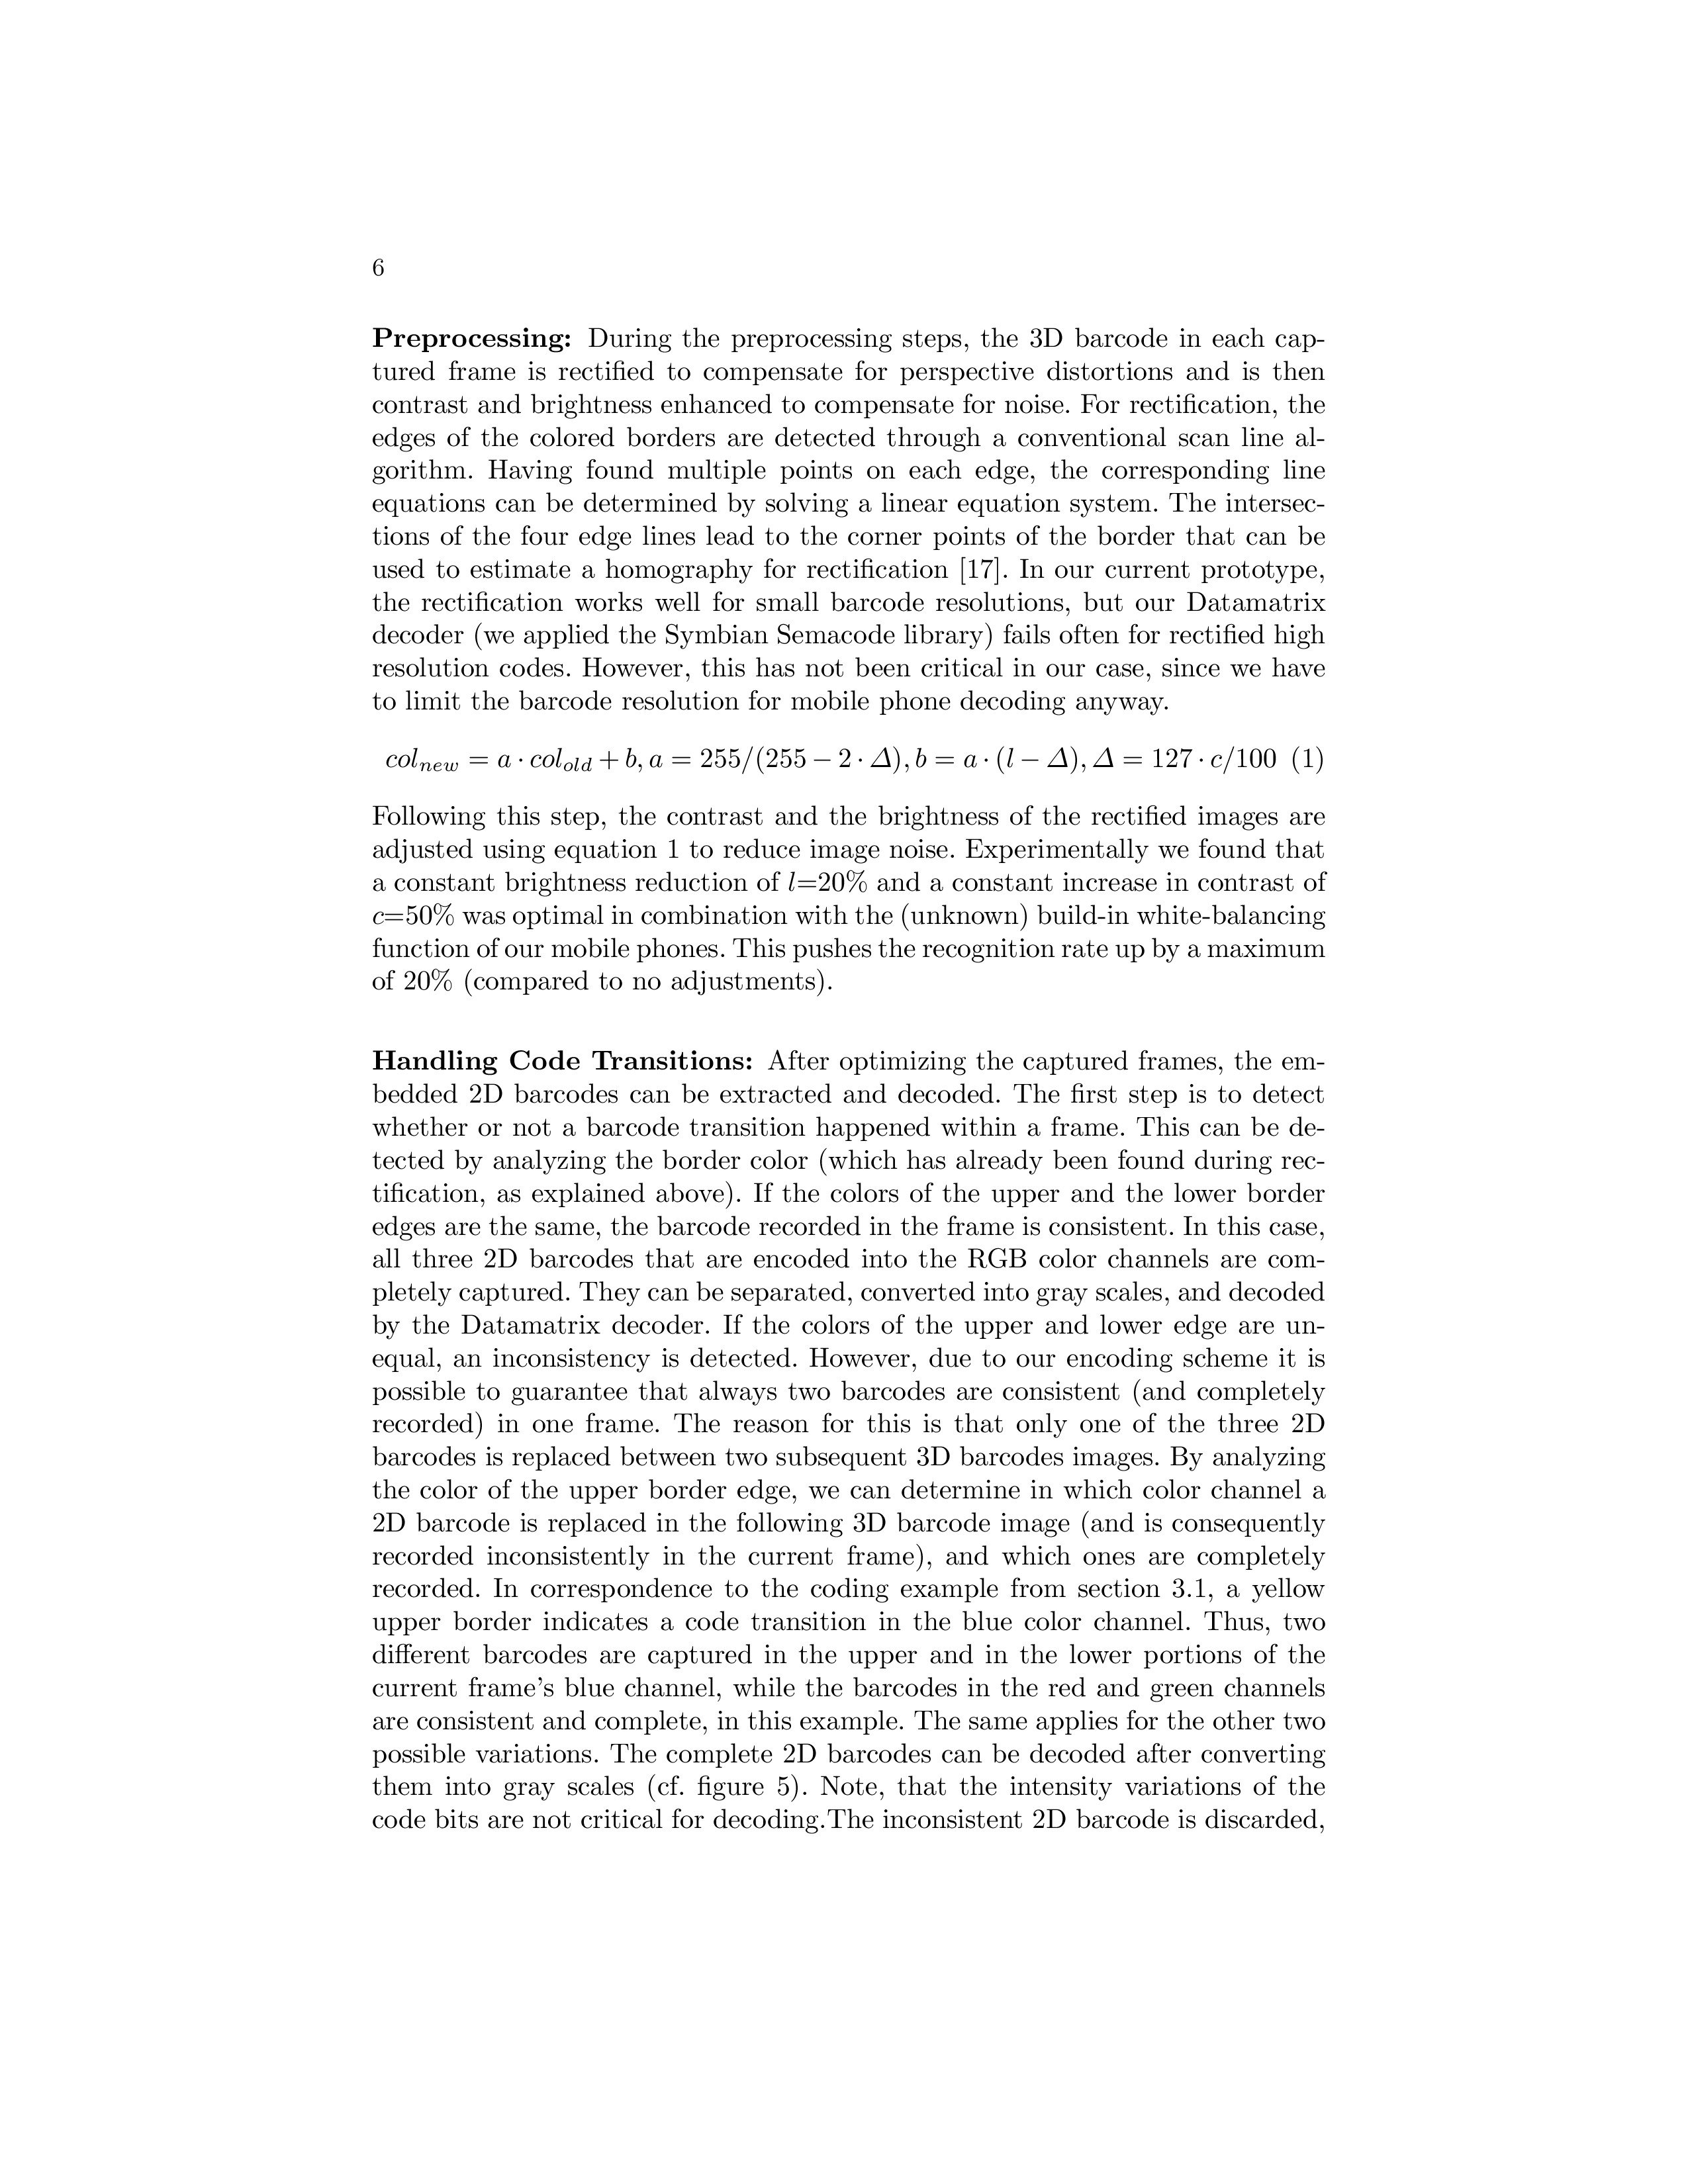 6
Preprocessing: During the preprocessing steps, the 3D barcode in each cap-
tured frame is rectified to compensate for perspective distortions and is then
contrast and brightness enhanced to compensate for noise. For rectification, the
edges of the colored borders are detected through a conventional scan line al-
gorithm. Having found multiple points on each edge, the corresponding line
equations can be determined by solving a linear equation system. The intersec-
tions of the four edge lines lead to the corner points of the border that can be
used to estimate a homography for rectification [17]. In our current prototype,
the rectification works well for small barcode resolutions, but our Datamatrix
decoder (we applied the Symbian Semacode library) fails often for rectified high
resolution codes. However, this has not been critical in our case, since we have
to limit the barcode resolution for mobile phone decoding anyway.
col_new = a · col_old + b, a = 255/(255 − 2 · Δ), b = a · (l − Δ), Δ = 127 · c/100 (1)
Following this step, the contrast and the brightness of the rectified images are
adjusted using equation 1 to reduce image noise. Experimentally we found that
a constant brightness reduction of l=20% and a constant increase in contrast of
c=50% was optimal in combination with the (unknown) build-in white-balancing
function of our mobile phones. This pushes the recognition rate up by a maximum
of 20% (compared to no adjustments).
Handling Code Transitions: After optimizing the captured frames, the em-
bedded 2D barcodes can be extracted and decoded. The first step is to detect
whether or not a barcode transition happened within a frame. This can be de-
tected by analyzing the border color (which has already been found during rec-
tification, as explained above). If the colors of the upper and the lower border
edges are the same, the barcode recorded in the frame is consistent. In this case,
all three 2D barcodes that are encoded into the RGB color channels are com-
pletely captured. They can be separated, converted into gray scales, and decoded
by the Datamatrix decoder. If the colors of the upper and lower edge are un-
equal, an inconsistency is detected. However, due to our encoding scheme it is
possible to guarantee that always two barcodes are consistent (and completely
recorded) in one frame. The reason for this is that only one of the three 2D
barcodes is replaced between two subsequent 3D barcodes images. By analyzing
the color of the upper border edge, we can determine in which color channel a
2D barcode is replaced in the following 3D barcode image (and is consequently
recorded inconsistently in the current frame), and which ones are completely
recorded. In correspondence to the coding example from section 3.1, a yellow
upper border indicates a code transition in the blue color channel. Thus, two
different barcodes are captured in the upper and in the lower portions of the
current frame's blue channel, while the barcodes in the red and green channels
are consistent and complete, in this example. The same applies for the other two
possible variations. The complete 2D barcodes can be decoded after converting
them into gray scales (cf. figure 5). Note, that the intensity variations of the
code bits are not critical for decoding.The inconsistent 2D barcode is discarded,